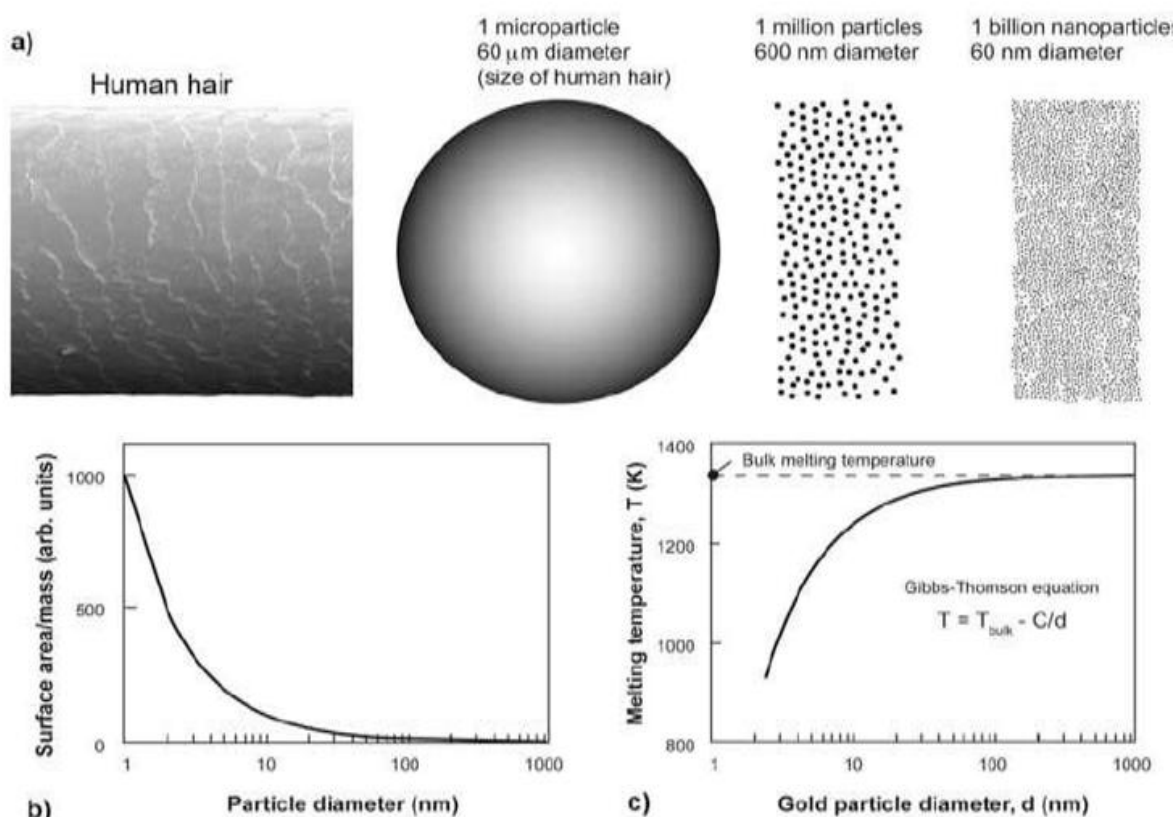 a)
Human hair
1 microparticle
60 μm diameter
(size of human hair)
1 million particles
600 nm diameter
1 billion nanoparticles
60 nm diameter
Surface area/mass (arb. units)
1000
500
0
1
10
100
1000
Particle diameter (nm)
b)
Melting temperature, T (K)
1400
1200
1000
800
Bulk melting temperature
Gibbs-Thomson equation
T = Tbulk - C/d
1
10
100
1000
Gold particle diameter, d (nm)
c)